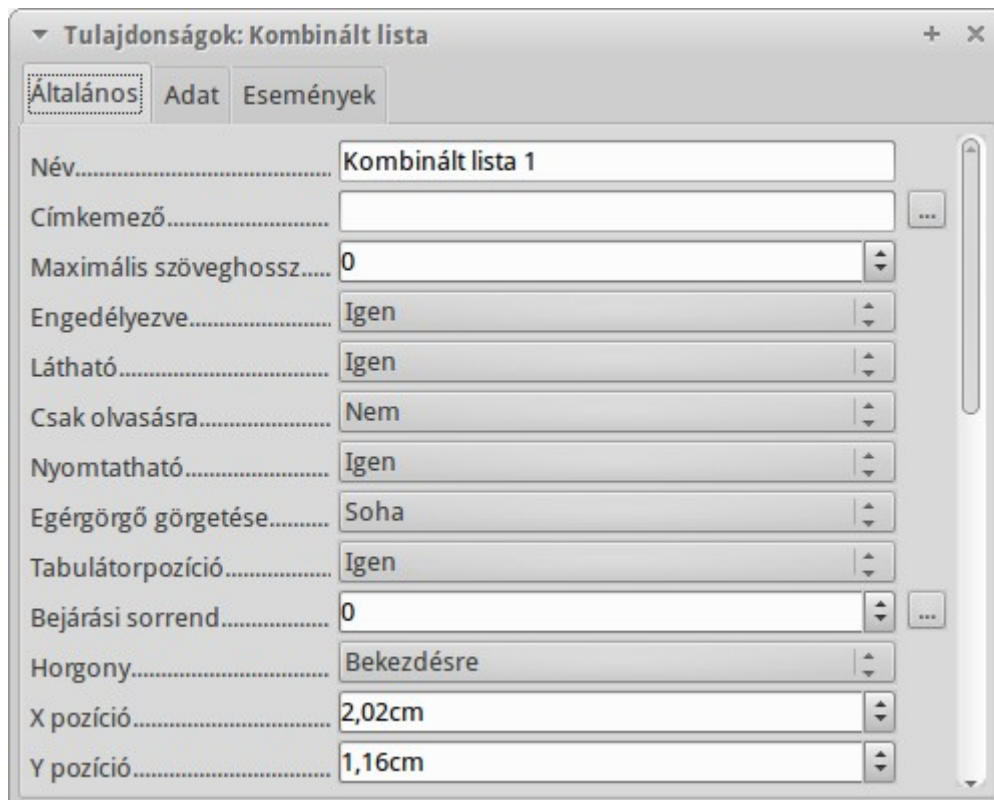 Tulajdonságok: Kombinált lista
Általános Adat Események
Név........................................... Kombinált lista 1
Címkemező........................... ...
Maximális szöveghossz..... 0
Engedélyezve........................ Igen
Látható................................... Igen
Csak olvasásra...................... Nem
Nyomtatható........................ Igen
Egérgörgő görgetése.......... Soha
Tabulátorpozíció.................. Igen
Bejárási sorrend................... 0 ...
Horgony................................. Bekezdésre
X pozíció................................. 2,02cm
Y pozíció................................. 1,16cm